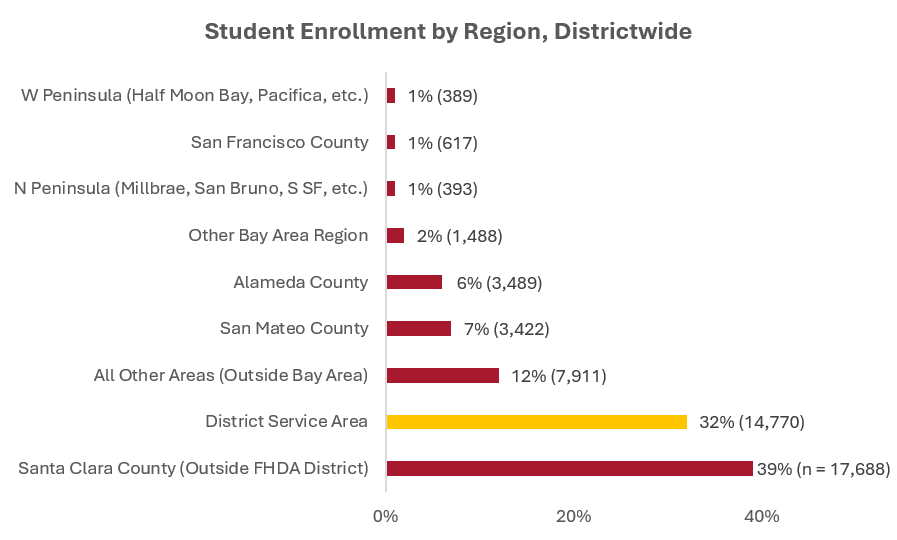 Student Enrollment by Region, Districtwide
W Peninsula (Half Moon Bay, Pacifica, etc.) 1% (389)
San Francisco County 1% (617)
N Peninsula (Millbrae, San Bruno, S SF, etc.) 1% (393)
Other Bay Area Region 2% (1,488)
Alameda County 6% (3,489)
San Mateo County 7% (3,422)
All Other Areas (Outside Bay Area) 12% (7,911)
District Service Area 32% (14,770)
Santa Clara County (Outside FHDA District) 39% (n = 17,688)
0% 20% 40%